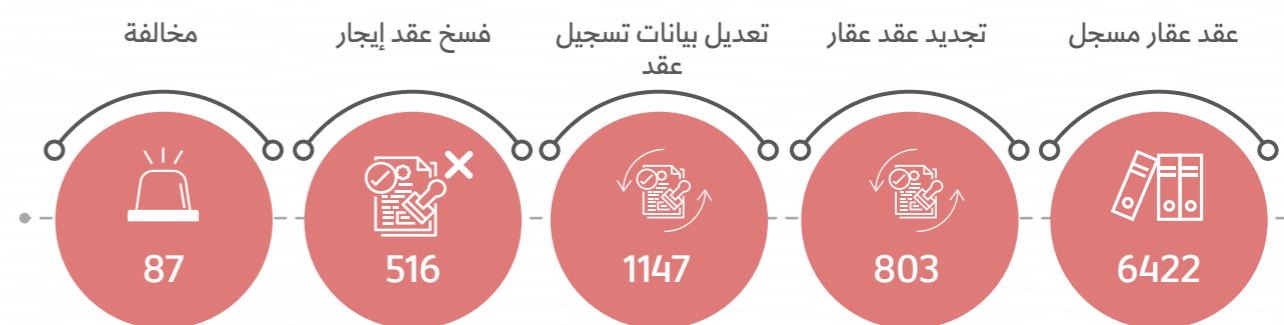 عقد عقار مسجل
6422
تجديد عقد عقار
803
تعديل بيانات تسجيل
عقد
1147
فسخ عقد إيجار
516
مخالفة
87